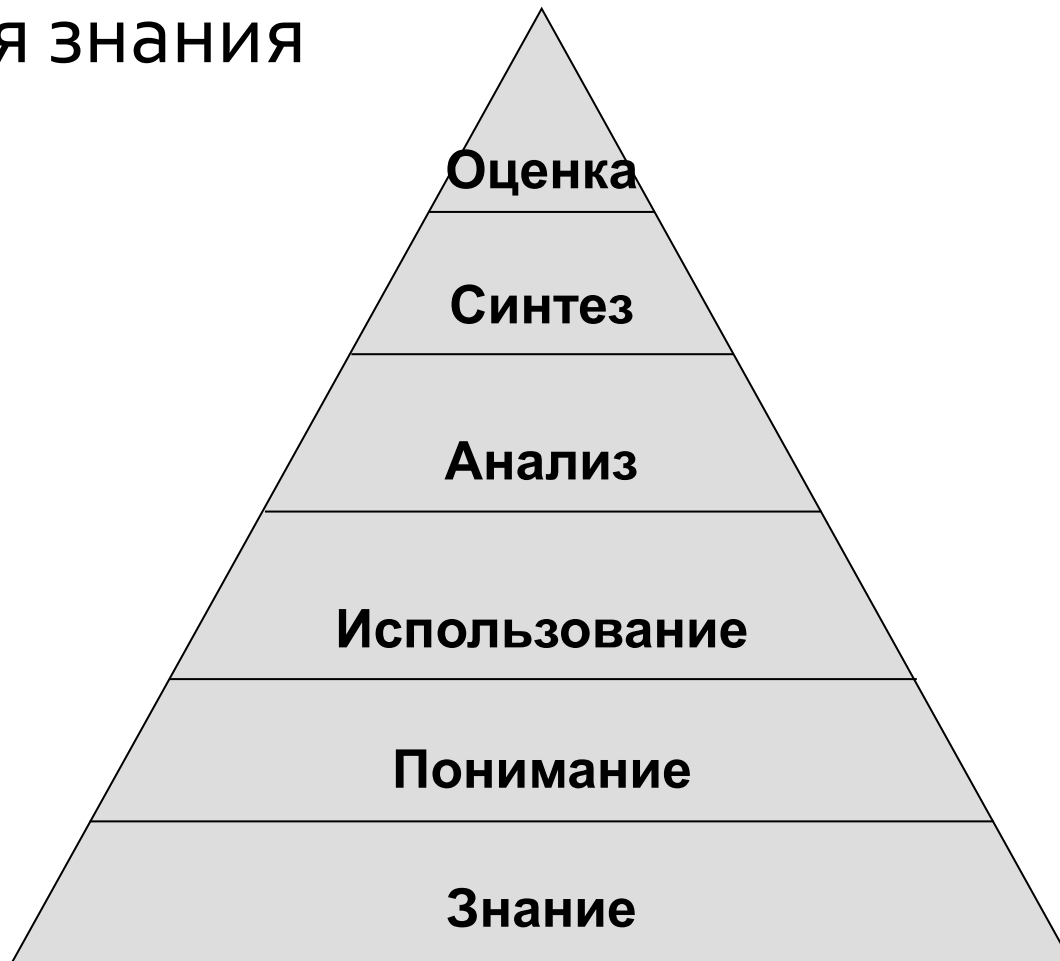 я знания
Оценка
Синтез
Анализ
Использование
Понимание
Знание